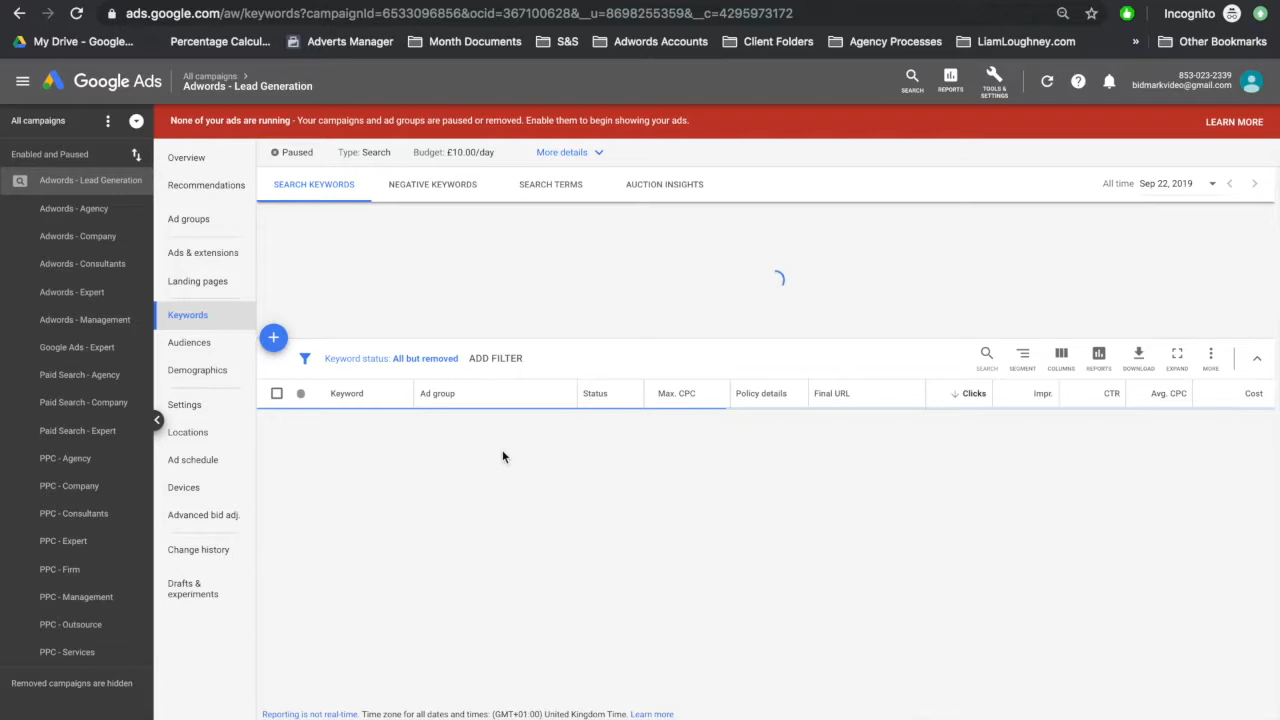 ads.google.com/aw/keywords?campaignId=6533096856&ocid=367100628&__u=8698255359&__c=4295973172
Incognito
My Drive - Google...
Percentage Calcul...
Adverts Manager
Month Documents
S&S
Adwords Accounts
Client Folders
Agency Processes
LiamLoughney.com
»
Other Bookmarks
Google Ads
All campaigns >
Adwords - Lead Generation
SEARCH
REPORTS
TOOLS & SETTINGS
853-023-2339
bidmarkvideo@gmail.com
All campaigns
None of your ads are running - Your campaigns and ad groups are paused or removed. Enable them to begin showing your ads.
LEARN MORE
Enabled and Paused
Adwords - Lead Generation
Adwords - Agency
Adwords - Company
Adwords - Consultants
Adwords - Expert
Adwords - Management
Google Ads - Expert
Paid Search - Agency
Paid Search - Company
Paid Search - Expert
PPC - Agency
PPC - Company
PPC - Consultants
PPC - Expert
PPC - Firm
PPC - Management
PPC - Outsource
PPC - Services
Removed campaigns are hidden
Overview
Recommendations
Ad groups
Ads & extensions
Landing pages
Keywords
Audiences
Demographics
Settings
Locations
Ad schedule
Devices
Advanced bid adj.
Change history
Drafts &
experiments
Paused
Type: Search
Budget: £10.00/day
More details
SEARCH KEYWORDS
NEGATIVE KEYWORDS
SEARCH TERMS
AUCTION INSIGHTS
All time
Sep 22, 2019
Keyword status: All but removed
ADD FILTER
SEARCH
SEGMENT
COLUMNS
REPORTS
DOWNLOAD
EXPAND
MORE
Keyword
Ad group
Status
Max. CPC
Policy details
Final URL
Clicks
Impr.
CTR
Avg. CPC
Cost
Reporting is not real-time. Time zone for all dates and times: (GMT+01:00) United Kingdom Time. Learn more